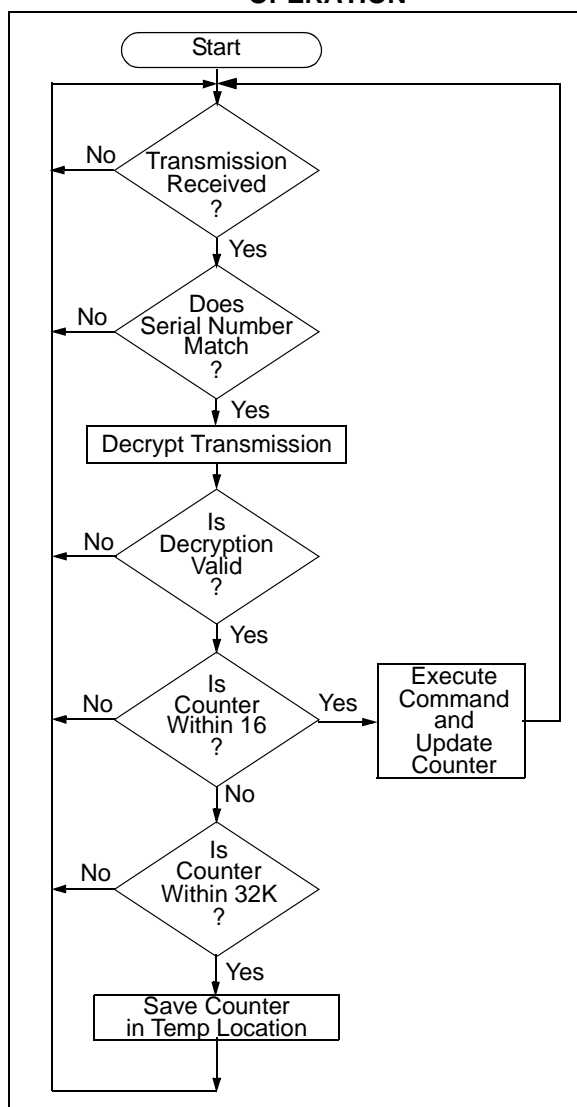 OPERATION
Start
No
Transmission
Received
?
Yes
Does
No
Serial Number
Match
?
Yes
Decrypt Transmission
Is
No
Decryption
Valid
?
Yes
Is
No
Counter
Within 16
?
Yes
Execute
Command
and
Update
Counter
No
Is
No
Counter
Within 32K
?
Yes
Save Counter
in Temp Location